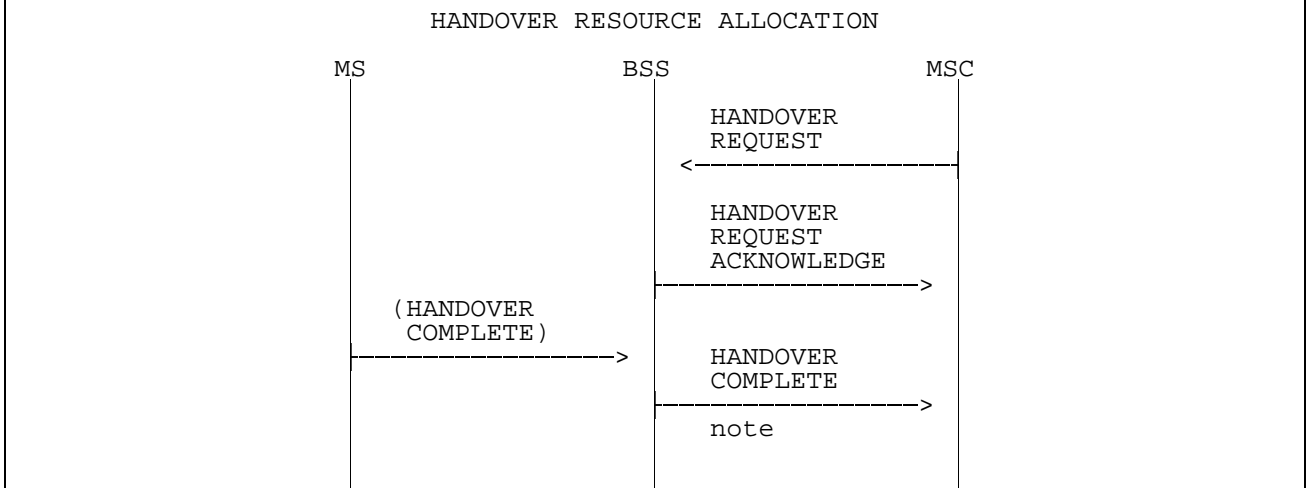 HANDOVER RESOURCE ALLOCATION
MS BSS MSC
HANDOVER
REQUEST
HANDOVER
REQUEST
ACKNOWLEDGE
(HANDOVER
COMPLETE)
HANDOVER
COMPLETE
note